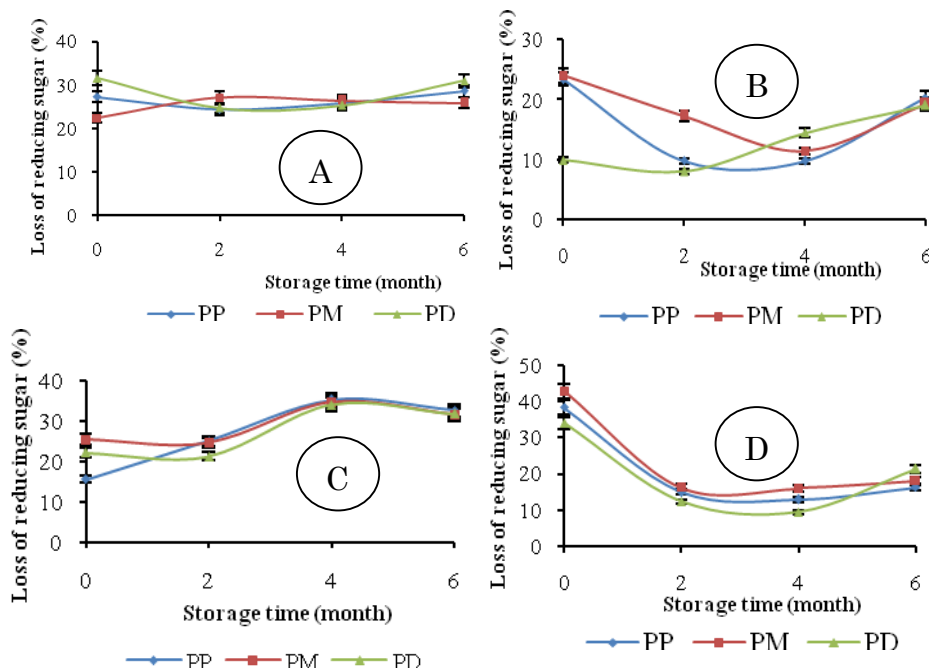 Loss of reducing sugar (%)
40
30
20
10
0
A
0 2 4 6
Storage time (month)
PP PM PD
Loss of reducing sugar (%)
30
20
10
0
B
0 2 4 6
Storage time (month)
PP PM PD
Loss of reducing sugar (%)
40
30
20
10
0
C
0 2 4 6
Storage time (month)
PP PM PD
Loss of reducing sugar (%)
50
40
30
20
10
0
D
0 2 4 6
Storage time (month)
PP PM PD